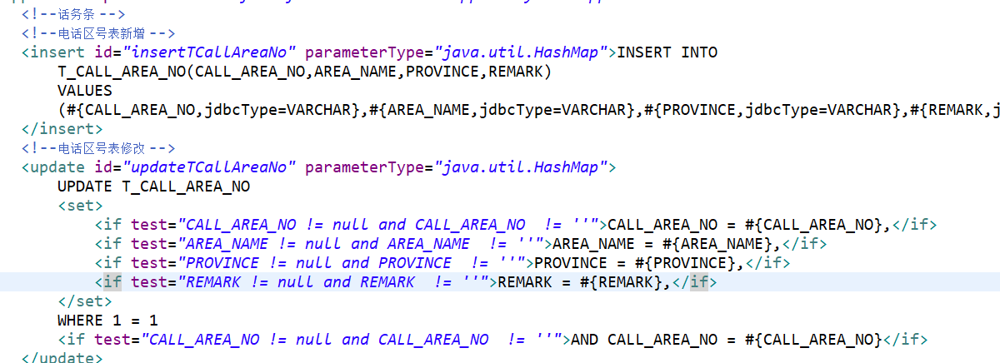 <!--话务条 -->
<!--电话区号表新增 -->
<insert id="insertTCallAreaNo" parameterType="java.util.HashMap">INSERT INTO
T_CALL_AREA_NO(CALL_AREA_NO,AREA_NAME,PROVINCE,REMARK)
VALUES
(#{CALL_AREA_NO,jdbcType=VARCHAR},#{AREA_NAME,jdbcType=VARCHAR},#{PROVINCE,jdbcType=VARCHAR},#{REMARK,j
</insert>
<!--电话区号表修改 -->
<update id="updateTCallAreaNo" parameterType="java.util.HashMap">
UPDATE T_CALL_AREA_NO
<set>
<if test="CALL_AREA_NO != null and CALL_AREA_NO  != ''">CALL_AREA_NO = #{CALL_AREA_NO},</if>
<if test="AREA_NAME != null and AREA_NAME  != ''">AREA_NAME = #{AREA_NAME},</if>
<if test="PROVINCE != null and PROVINCE  != ''">PROVINCE = #{PROVINCE},</if>
<if test="REMARK != null and REMARK  != ''">REMARK = #{REMARK},</if>
</set>
WHERE 1 = 1
<if test="CALL_AREA_NO != null and CALL_AREA_NO  != ''">AND CALL_AREA_NO = #{CALL_AREA_NO}</if>
</update>